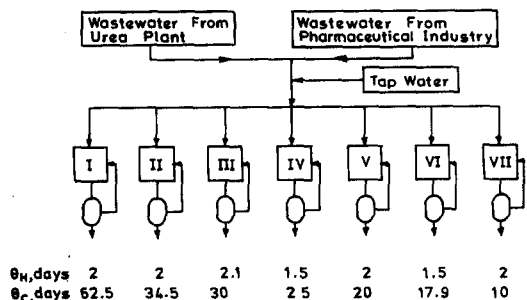 Wastewater From
Urea Plant
Wastewater From
Pharmaceutical Industry
Tap Water
I II III IV V VI VII
θH,days 2 2 2.1 1.5 2 1.5 2
θC,days 62.5 34.5 30 25 20 17.9 10